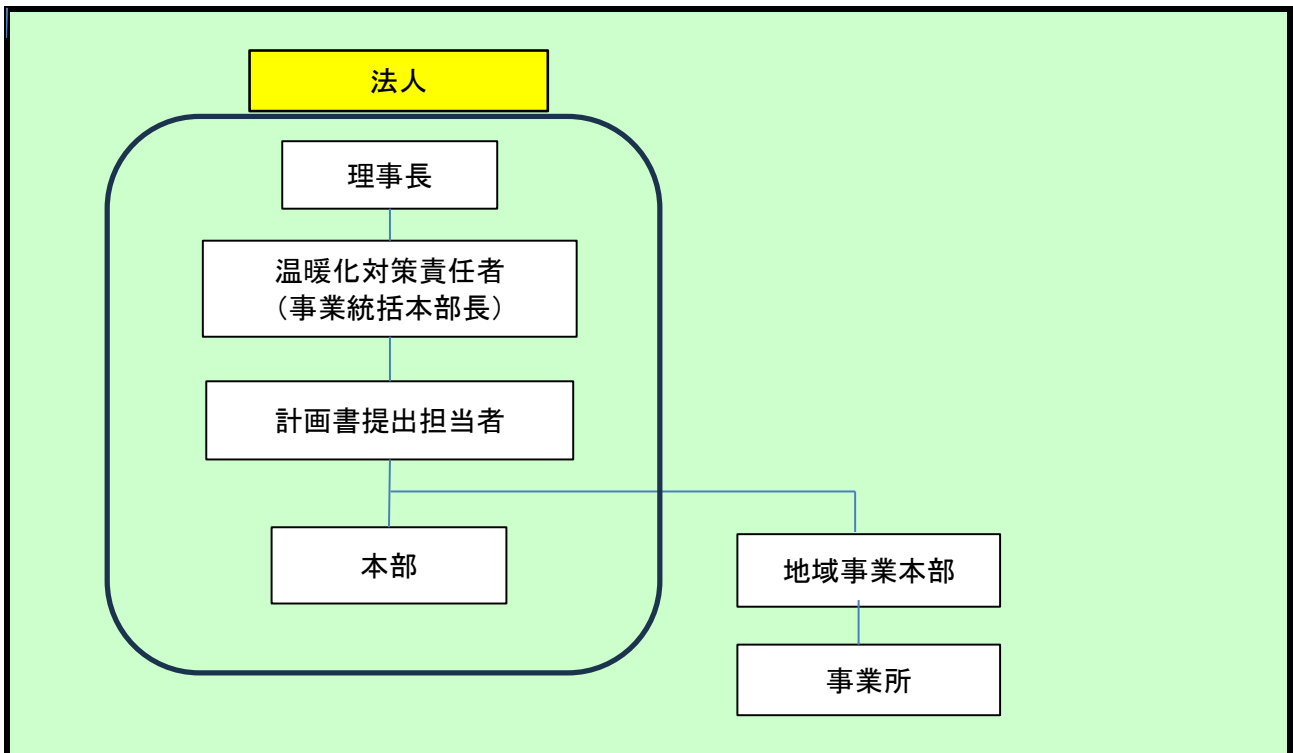 法人
理事長
温暖化対策責任者
（事業統括本部長）
計画書提出担当者
本部
地域事業本部
事業所